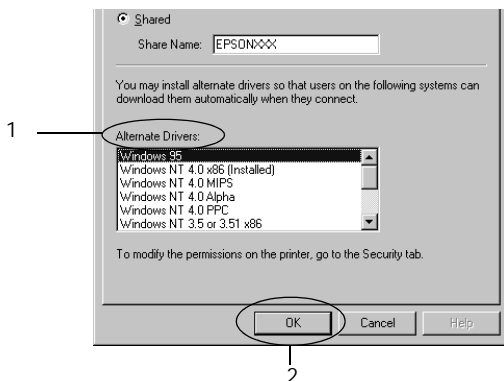 Shared
Share Name: EPSONXXX
You may install alternate drivers so that users on the following systems can
download them automatically when they connect.
1
Alternate Drivers:
Windows 95
Windows NT 4.0 x86 (Installed)
Windows NT 4.0 MIPS
Windows NT 4.0 Alpha
Windows NT 4.0 PPC
Windows NT 3.5 or 3.51 x86
To modify the permissions on the printer, go to the Security tab.
OK Cancel Help
2